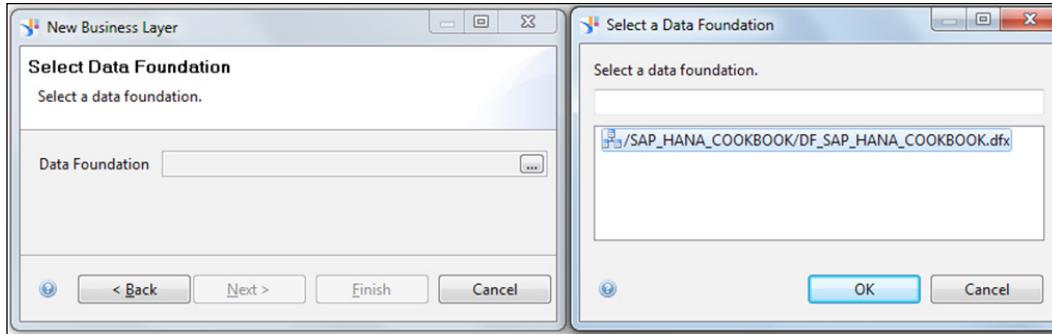 New Business Layer
Select Data Foundation
Select a data foundation.
Data Foundation
...
< Back
Next >
Finish
Cancel
Select a Data Foundation
Select a data foundation.
/SAP_HANA_COOKBOOK/DF_SAP_HANA_COOKBOOK.dfx
OK
Cancel